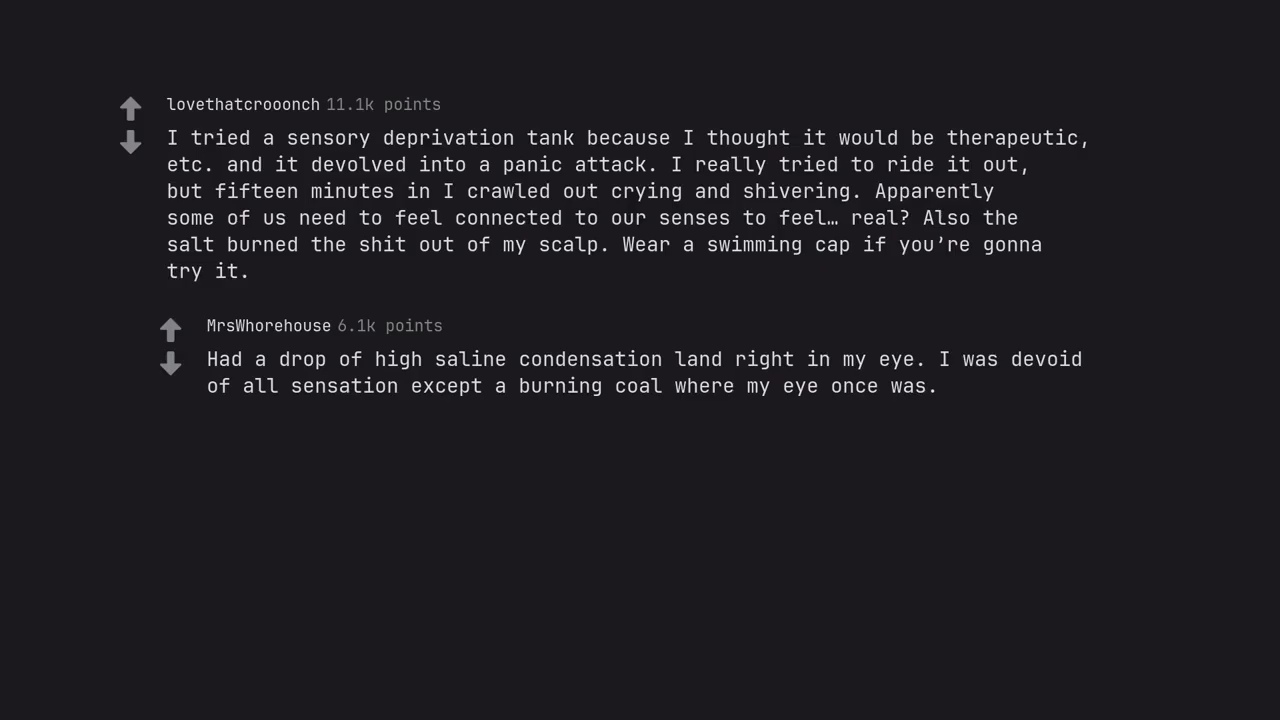 lovethatcrooonch 11.1k points
I tried a sensory deprivation tank because I thought it would be therapeutic,
etc. and it devolved into a panic attack. I really tried to ride it out,
but fifteen minutes in I crawled out crying and shivering. Apparently
some of us need to feel connected to our senses to feel… real? Also the
salt burned the shit out of my scalp. Wear a swimming cap if you’re gonna
try it.
MrsWhorehouse 6.1k points
Had a drop of high saline condensation land right in my eye. I was devoid
of all sensation except a burning coal where my eye once was.